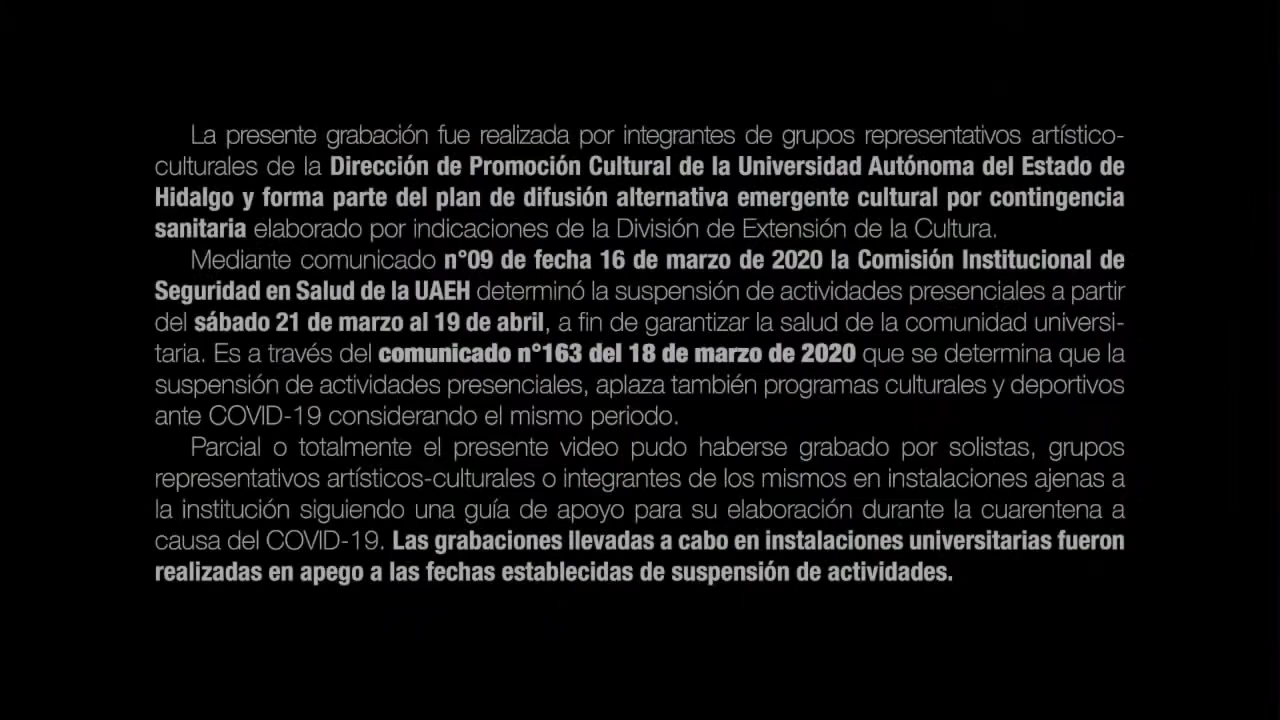 La presente grabación fue realizada por integrantes de grupos representativos artístico-
culturales de la Dirección de Promoción Cultural de la Universidad Autónoma del Estado de
Hidalgo y forma parte del plan de difusión alternativa emergente cultural por contingencia
sanitaria elaborado por indicaciones de la División de Extensión de la Cultura.
Mediante comunicado n°09 de fecha 16 de marzo de 2020 la Comisión Institucional de
Seguridad en Salud de la UAEH determinó la suspensión de actividades presenciales a partir
del sábado 21 de marzo al 19 de abril, a fin de garantizar la salud de la comunidad universi-
taria. Es a través del comunicado n°163 del 18 de marzo de 2020 que se determina que la
suspensión de actividades presenciales, aplaza también programas culturales y deportivos
ante COVID-19 considerando el mismo periodo.
Parcial o totalmente el presente video pudo haberse grabado por solistas, grupos
representativos artísticos-culturales o integrantes de los mismos en instalaciones ajenas a
la institución siguiendo una guía de apoyo para su elaboración durante la cuarentena a
causa del COVID-19. Las grabaciones llevadas a cabo en instalaciones universitarias fueron
realizadas en apego a las fechas establecidas de suspensión de actividades.